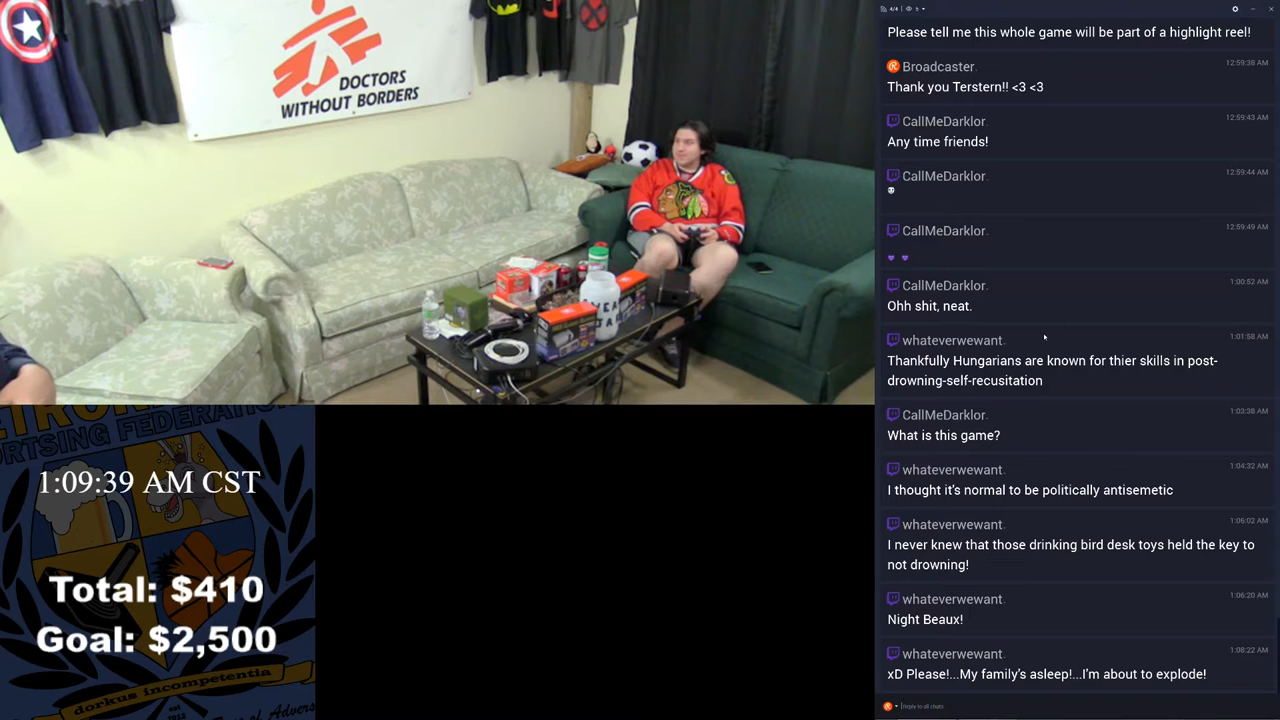 DOCTORS
WITHOUT BORDERS
1:09:39 AM CST
Total: $410
Goal: $2,500
dorkus incompetentia
4/4
Please tell me this whole game will be part of a highlight reel!
Broadcaster 12:59:38 AM
Thank you Terstern!! <3 <3
CallMeDarklor 12:59:43 AM
Any time friends!
CallMeDarklor 12:59:44 AM
CallMeDarklor 12:59:49 AM
CallMeDarklor 1:00:52 AM
Ohh shit, neat.
whateverwewant 1:01:58 AM
Thankfully Hungarians are known for thier skills in post-
drowning-self-recusitation
CallMeDarklor 1:03:38 AM
What is this game?
whateverwewant 1:04:32 AM
I thought it's normal to be politically antisemetic
whateverwewant 1:06:02 AM
I never knew that those drinking bird desk toys held the key to
not drowning!
whateverwewant 1:06:20 AM
Night Beaux!
whateverwewant 1:08:22 AM
xD Please!...My family's asleep!...I'm about to explode!
Reply to all chats